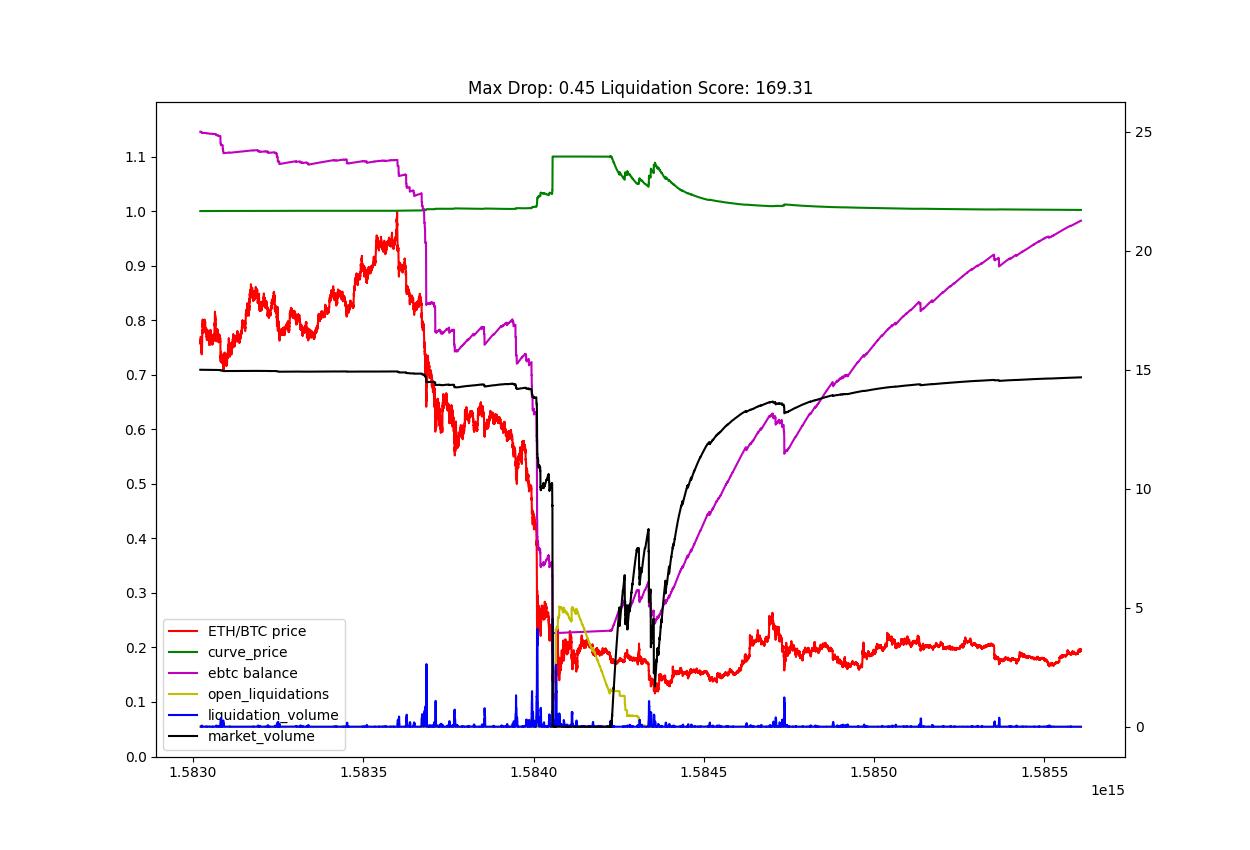 Max Drop: 0.45 Liquidation Score: 169.31
1.1
1.0
0.9
0.8
0.7
0.6
0.5
0.4
0.3
0.2
0.1
0.0
25
20
15
10
5
0
ETH/BTC price
curve_price
ebtc balance
open_liquidations
liquidation_volume
market_volume
1.5830 1.5835 1.5840 1.5845 1.5850 1.5855
1e15